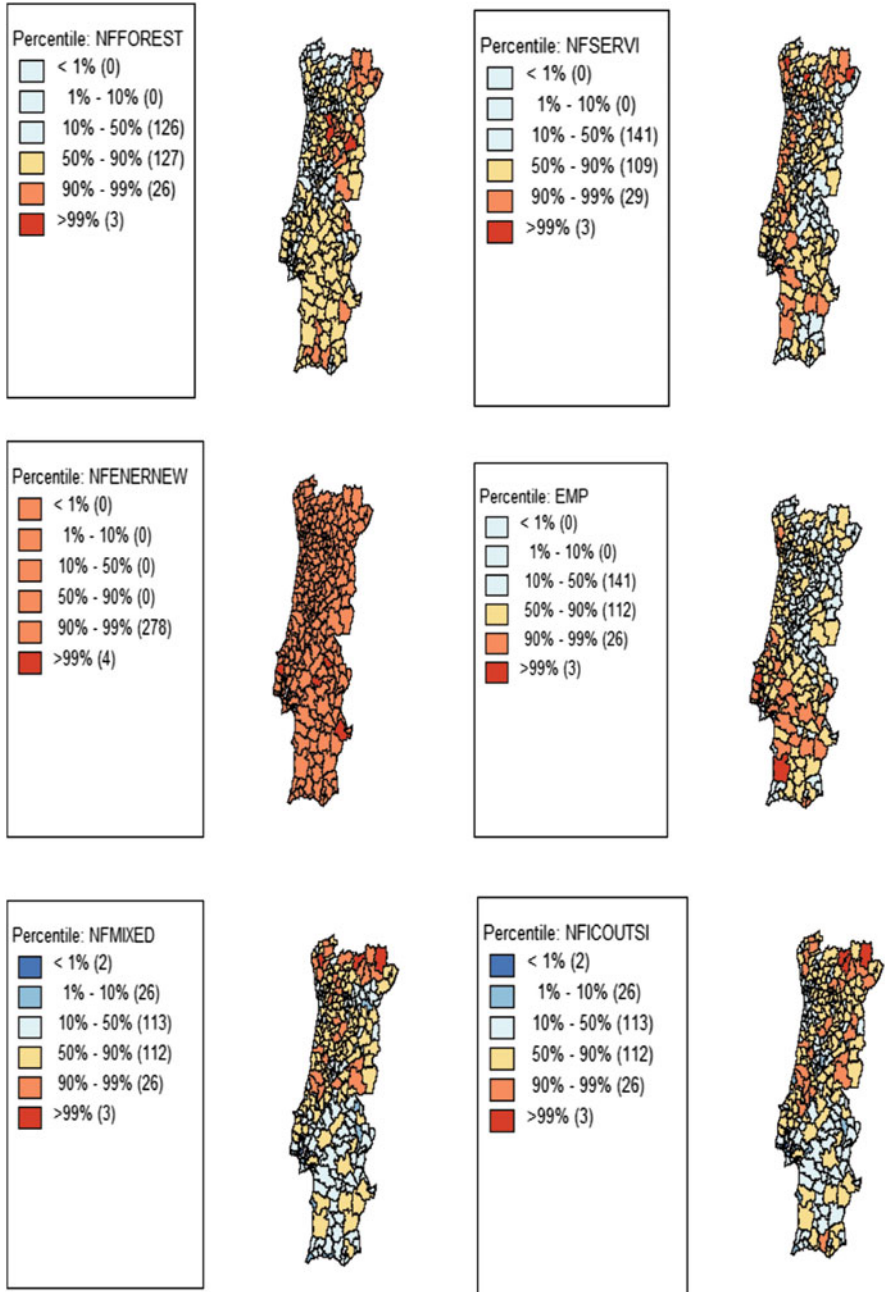 Percentile: NFFOREST
< 1% (0)
1% - 10% (0)
10% - 50% (126)
50% - 90% (127)
90% - 99% (26)
>99% (3)
Percentile: NFSERVI
< 1% (0)
1% - 10% (0)
10% - 50% (141)
50% - 90% (109)
90% - 99% (29)
>99% (3)
Percentile: NFENERNEW
< 1% (0)
1% - 10% (0)
10% - 50% (0)
50% - 90% (0)
90% - 99% (278)
>99% (4)
Percentile: EMP
< 1% (0)
1% - 10% (0)
10% - 50% (141)
50% - 90% (112)
90% - 99% (26)
>99% (3)
Percentile: NFMIXED
< 1% (2)
1% - 10% (26)
10% - 50% (113)
50% - 90% (112)
90% - 99% (26)
>99% (3)
Percentile: NFICOUTSI
< 1% (2)
1% - 10% (26)
10% - 50% (113)
50% - 90% (112)
90% - 99% (26)
>99% (3)